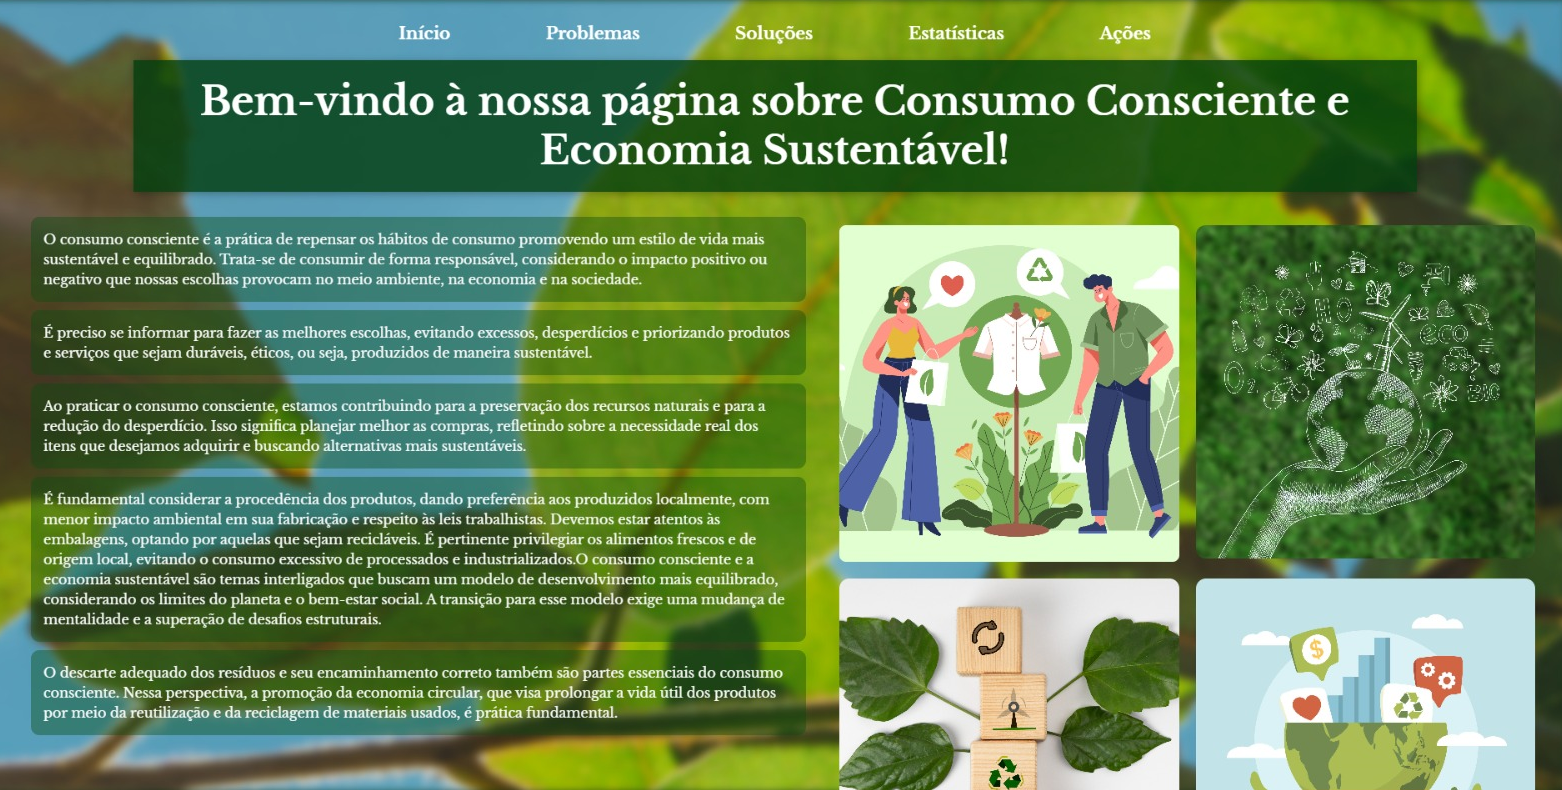 Início Problemas Soluções Estatísticas Ações
Bem-vindo à nossa página sobre Consumo Consciente e
Economia Sustentável!
O consumo consciente é a prática de repensar os hábitos de consumo promovendo um estilo de vida mais
sustentável e equilibrado. Trata-se de consumir de forma responsável, considerando o impacto positivo ou
negativo que nossas escolhas provocam no meio ambiente, na economia e na sociedade.
É preciso se informar para fazer as melhores escolhas, evitando excessos, desperdícios e priorizando produtos
e serviços que sejam duráveis, éticos, ou seja, produzidos de maneira sustentável.
Ao praticar o consumo consciente, estamos contribuindo para a preservação dos recursos naturais e para a
redução do desperdício. Isso significa planejar melhor as compras, refletindo sobre a necessidade real dos
itens que desejamos adquirir e buscando alternativas mais sustentáveis.
É fundamental considerar a procedência dos produtos, dando preferência aos produzidos localmente, com
menor impacto ambiental em sua fabricação e respeito às leis trabalhistas. Devemos estar atentos às
embalagens, optando por aquelas que sejam recicláveis. É pertinente privilegiar os alimentos frescos e de
origem local, evitando o consumo excessivo de processados e industrializados.O consumo consciente e a
economia sustentável são temas interligados que buscam um modelo de desenvolvimento mais equilibrado,
considerando os limites do planeta e o bem-estar social. A transição para esse modelo exige uma mudança de
mentalidade e a superação de desafios estruturais.
O descarte adequado dos resíduos e seu encaminhamento correto também são partes essenciais do consumo
consciente. Nessa perspectiva, a promoção da economia circular, que visa prolongar a vida útil dos produtos
por meio da reutilização e da reciclagem de materiais usados, é prática fundamental.
eco
O2
BIO
$